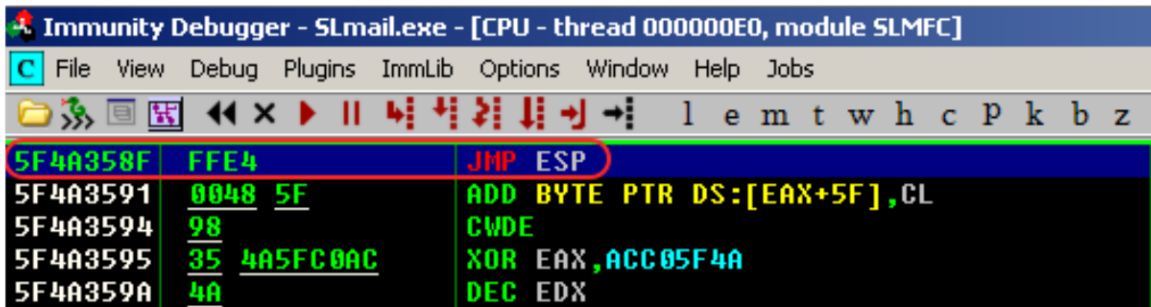 Immunity Debugger - SLmail.exe - [CPU - thread 000000E0, module SLMFC]
C File View Debug Plugins ImmLib Options Window Help Jobs
l e m t w h c P k b z
5F4A358F FFE4 JMP ESP
5F4A3591 0048 5F ADD BYTE PTR DS:[EAX+5F],CL
5F4A3594 98 CWDE
5F4A3595 35 4A5FC0AC XOR EAX,ACC05F4A
5F4A359A 4A DEC EDX